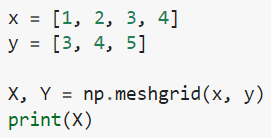 x = [1, 2, 3, 4]
y = [3, 4, 5]
X, Y = np.meshgrid(x, y)
print(X)